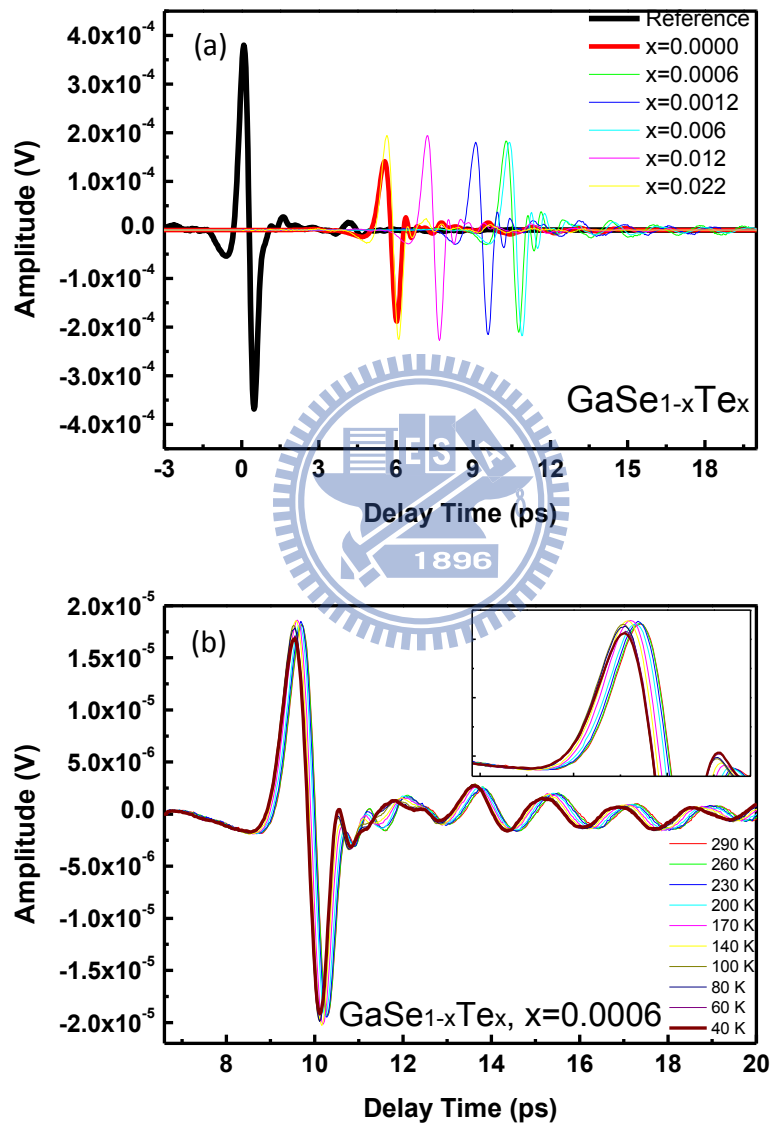 (a)
Reference
x=0.0000
x=0.0006
x=0.0012
x=0.006
x=0.012
x=0.022
4.0x10⁻⁴
3.0x10⁻⁴
2.0x10⁻⁴
1.0x10⁻⁴
0.0
-1.0x10⁻⁴
-2.0x10⁻⁴
-3.0x10⁻⁴
-4.0x10⁻⁴
Amplitude (V)
GaSe1-xTex
-3 0 3 6 9 12 15 18
Delay Time (ps)
ESA
1896
(b)
2.0x10⁻⁵
1.5x10⁻⁵
1.0x10⁻⁵
5.0x10⁻⁶
0.0
-5.0x10⁻⁶
-1.0x10⁻⁵
-1.5x10⁻⁵
-2.0x10⁻⁵
Amplitude (V)
290 K
260 K
230 K
200 K
170 K
140 K
100 K
80 K
60 K
40 K
GaSe1-xTex, x=0.0006
8 10 12 14 16 18 20
Delay Time (ps)